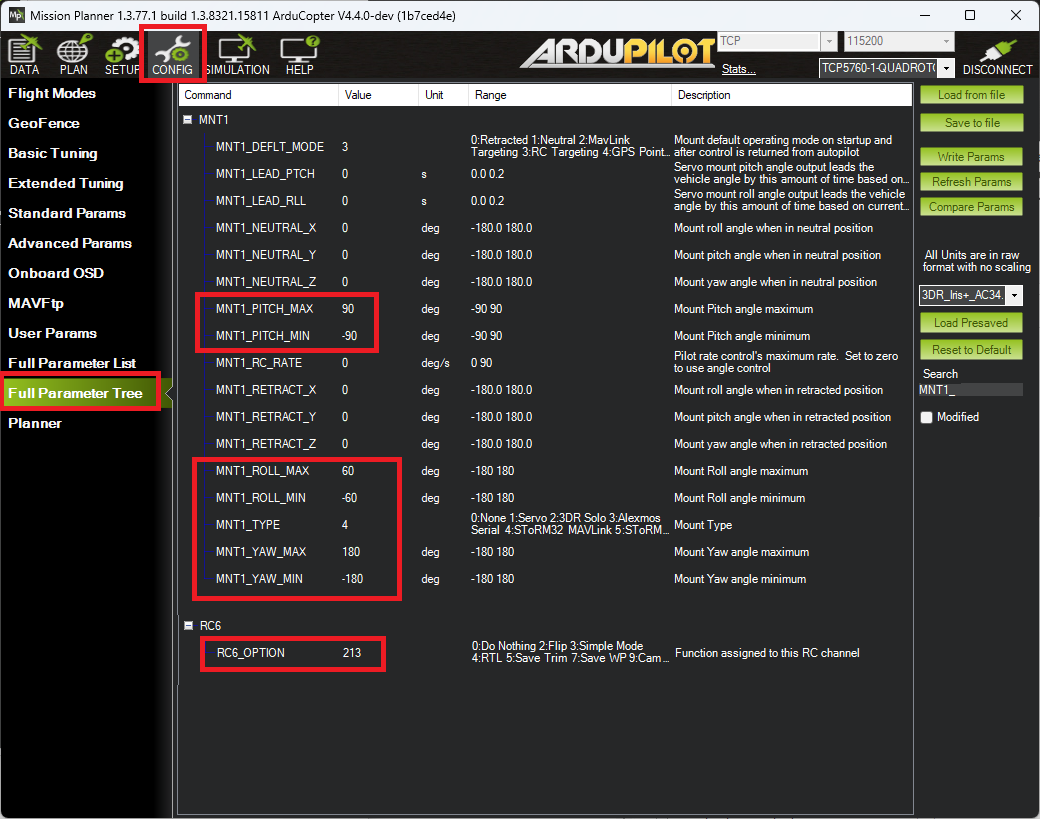 Mission Planner 1.3.77.1 build 1.3.8321.15811 ArduCopter V4.4.0-dev (1b7ced4e)
DATA PLAN SETUP CONFIG SIMULATION HELP
ARDUPILOT
TCP 115200
Stats... TCP5760-1-QUADROTO DISCONNECT
Flight Modes
GeoFence
Basic Tuning
Extended Tuning
Standard Params
Advanced Params
Onboard OSD
MAVFtp
User Params
Full Parameter List
Full Parameter Tree
Planner
Command Value Unit Range Description
MNT1
MNT1_DEFLT_MODE 3 0:Retracted 1:Neutral 2:MavLink Mount default operating mode on startup and
Targeting 3:RC Targeting 4:GPS Point... after control is returned from autopilot
MNT1_LEAD_PTCH 0 s 0.0 0.2 Servo mount pitch angle output leads the
vehicle angle by this amount of time based on...
MNT1_LEAD_RLL 0 s 0.0 0.2 Servo mount roll angle output leads the vehicle
angle by this amount of time based on current...
MNT1_NEUTRAL_X 0 deg -180.0 180.0 Mount roll angle when in neutral position
MNT1_NEUTRAL_Y 0 deg -180.0 180.0 Mount pitch angle when in neutral position
MNT1_NEUTRAL_Z 0 deg -180.0 180.0 Mount yaw angle when in neutral position
MNT1_PITCH_MAX 90 deg -90 90 Mount Pitch angle maximum
MNT1_PITCH_MIN -90 deg -90 90 Mount Pitch angle minimum
MNT1_RC_RATE 0 deg/s 0 90 Pilot rate control's maximum rate. Set to zero
to use angle control
MNT1_RETRACT_X 0 deg -180.0 180.0 Mount roll angle when in retracted position
MNT1_RETRACT_Y 0 deg -180.0 180.0 Mount pitch angle when in retracted position
MNT1_RETRACT_Z 0 deg -180.0 180.0 Mount yaw angle when in retracted position
MNT1_ROLL_MAX 60 deg -180 180 Mount Roll angle maximum
MNT1_ROLL_MIN -60 deg -180 180 Mount Roll angle minimum
MNT1_TYPE 4 0:None 1:Servo 2:3DR Solo 3:Alexmos
Serial 4:SToRM32 MAVLink 5:SToRM... Mount Type
MNT1_YAW_MAX 180 deg -180 180 Mount Yaw angle maximum
MNT1_YAW_MIN -180 deg -180 180 Mount Yaw angle minimum
RC6
RC6_OPTION 213 0:Do Nothing 2:Flip 3:Simple Mode
4:RTL 5:Save Trim 7:Save WP 9:Cam... Function assigned to this RC channel
Load from file
Save to file
Write Params
Refresh Params
Compare Params
All Units are in raw
format with no scaling
3DR_Iris+_AC34.
Load Presaved
Reset to Default
Search
MNT1_
Modified